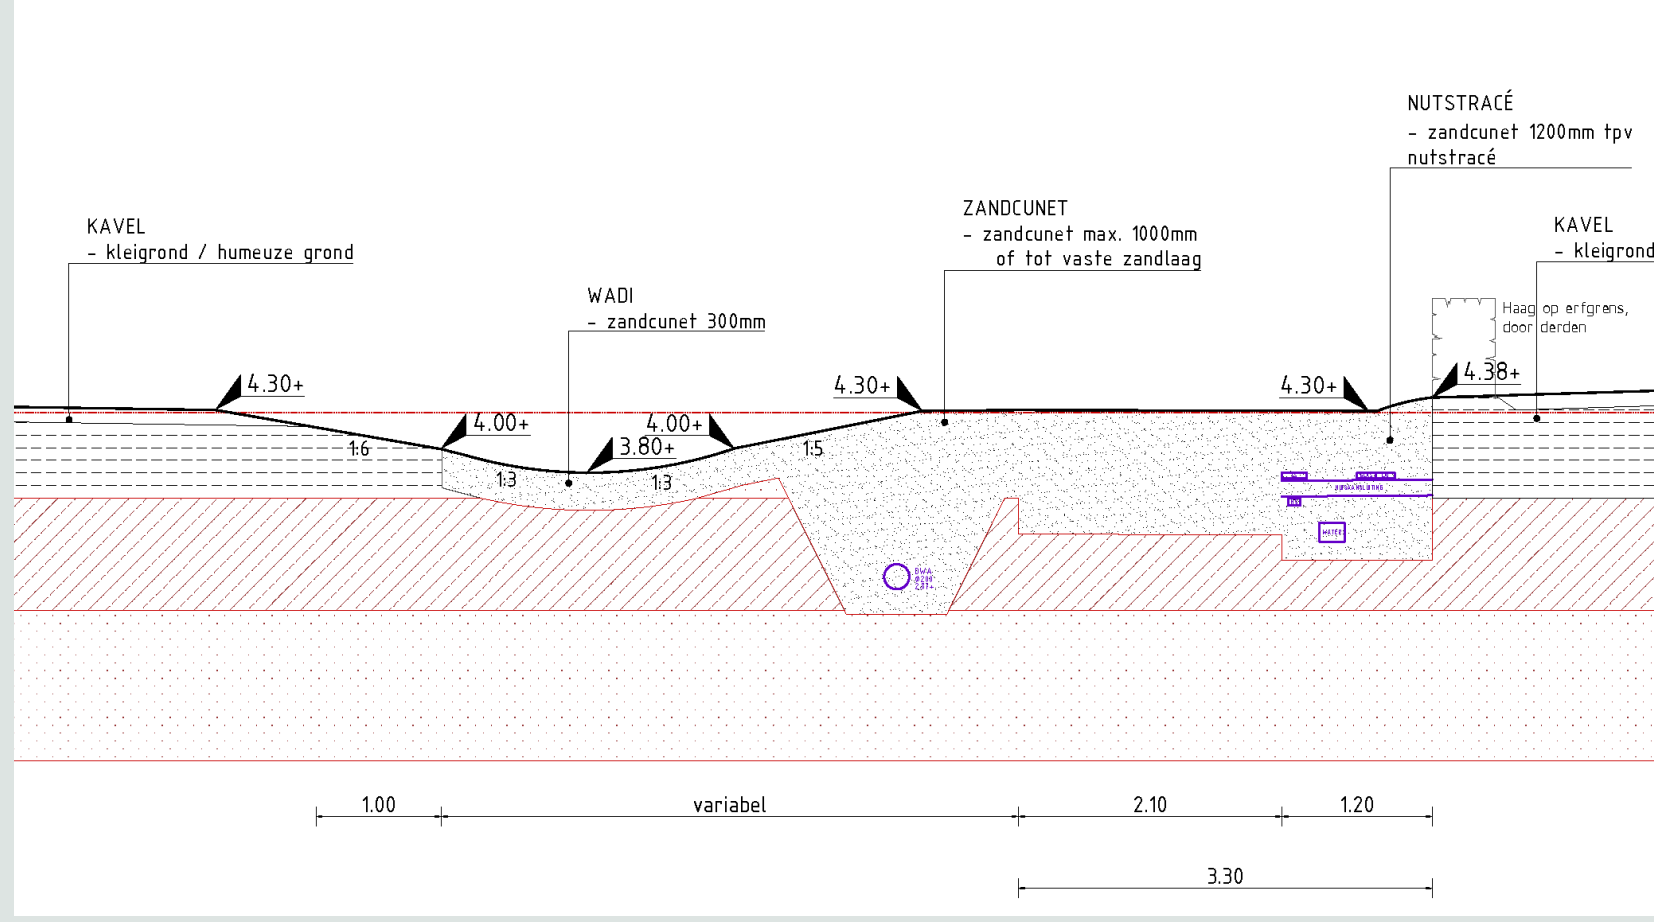 NUTSTRACÉ
- zandcunet 1200mm tpv
nutstracé
ZANDCUNET
- zandcunet max. 1000mm
of tot vaste zandlaag
KAVEL
- kleigrond / humeuze grond
KAVEL
- kleigrond
WADI
- zandcunet 300mm
Haag op erfgrens,
door derden
4.30+
4.30+
4.30+
4.38+
4.00+
4.00+
3.80+
1:6
1:5
1:3
1:3
HUISAANSLUITING
WATER
BWA
1.00
variabel
2.10
1.20
3.30